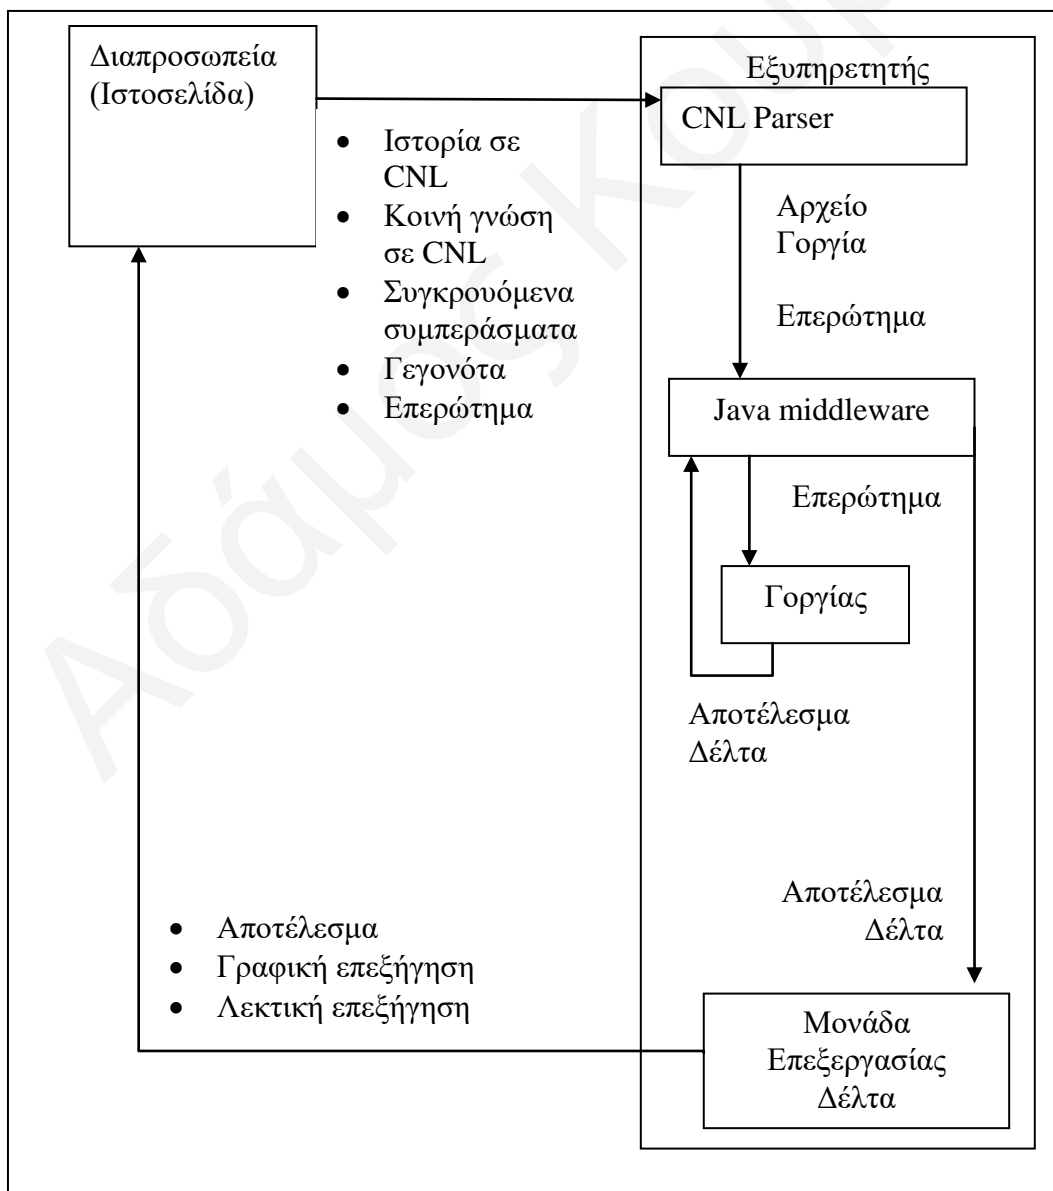 Διαπροσωπεία
(Ιστοσελίδα)
Εξυπηρετητής
CNL Parser
• Ιστορία σε
CNL
• Κοινή γνώση
σε CNL
• Συγκρουόμενα
συμπεράσματα
• Γεγονότα
• Επερώτημα
Αρχείο
Γοργία
Επερώτημα
Java middleware
Επερώτημα
Γοργίας
Αποτέλεσμα
Δέλτα
Αποτέλεσμα
Δέλτα
• Αποτέλεσμα
• Γραφική επεξήγηση
• Λεκτική επεξήγηση
Μονάδα
Επεξεργασίας
Δέλτα
Αδάμος